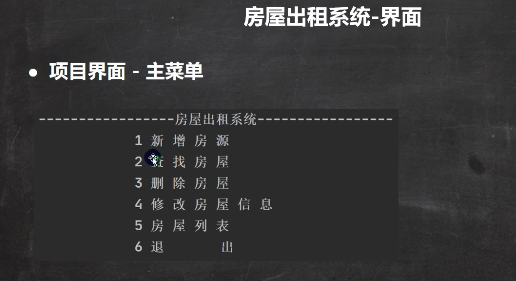 房屋出租系统-界面
● 项目界面 - 主菜单
-----------------房屋出租系统-----------------
1 新 增 房 源
2 查 找 房 屋
3 删 除 房 屋
4 修 改 房 屋 信 息
5 房 屋 列 表
6 退 出